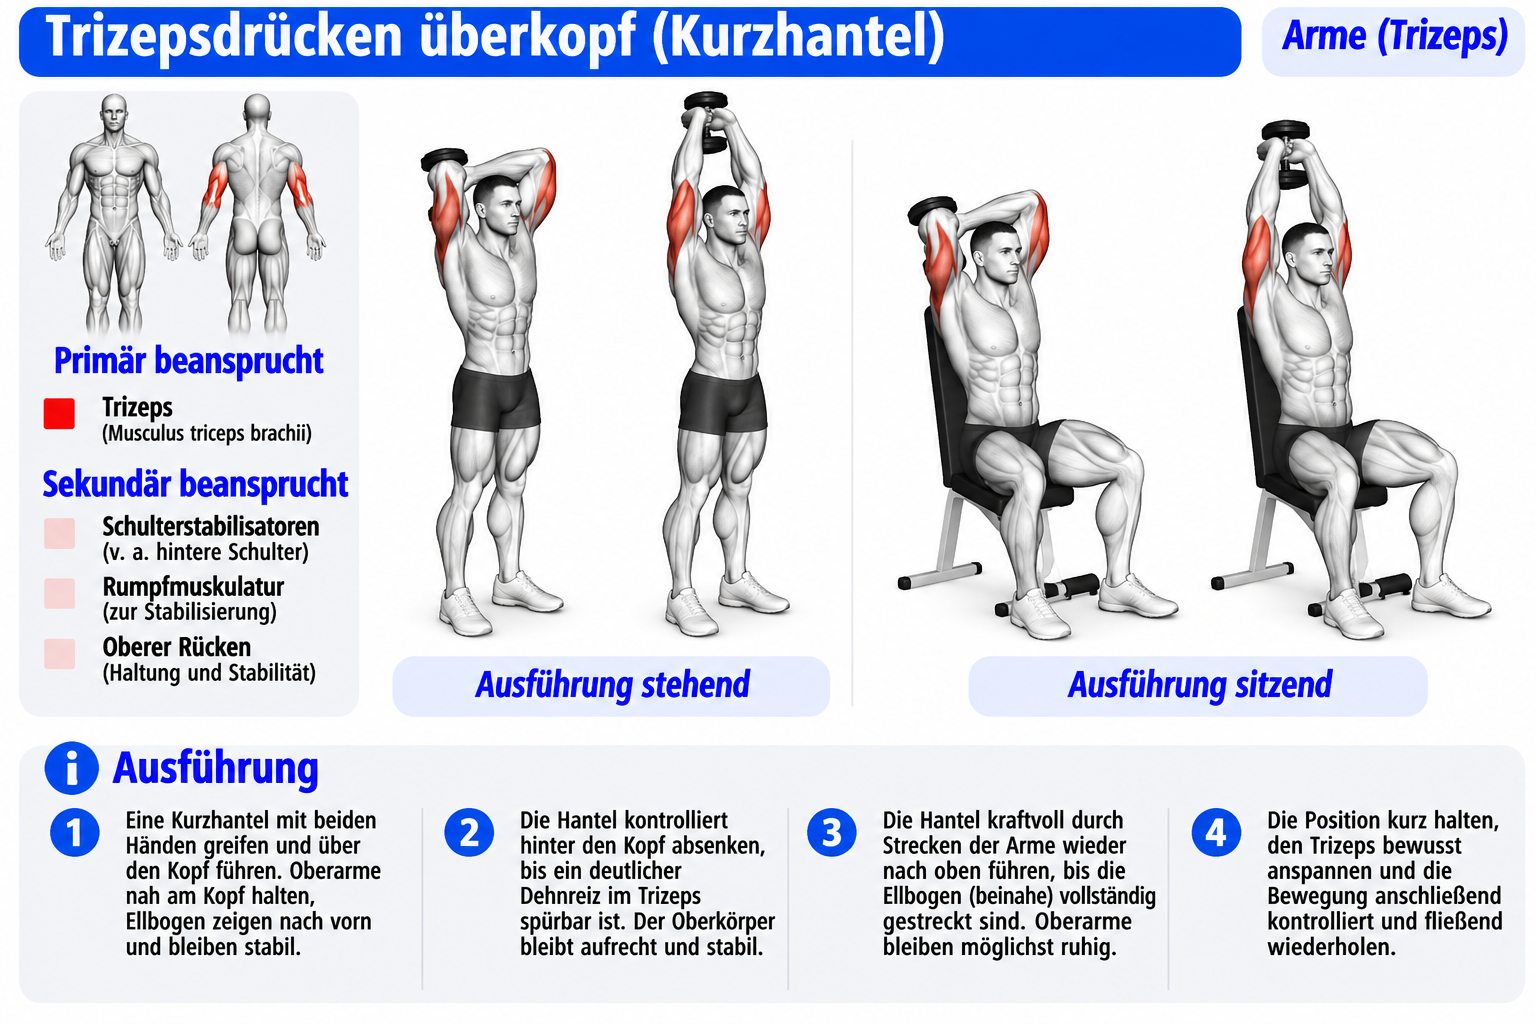 Trizepsdrücken überkopf (Kurzhantel)
Arme (Trizeps)
Primär beansprucht
Trizeps
(Musculus triceps brachii)
Sekundär beansprucht
Schulterstabilisatoren
(v. a. hintere Schulter)
Rumpfmuskulatur
(zur Stabilisierung)
Oberer Rücken
(Haltung und Stabilität)
Ausführung stehend
Ausführung sitzend
i Ausführung
1
Eine Kurzhantel mit beiden
Händen greifen und über
den Kopf führen. Oberarme
nah am Kopf halten,
Ellbogen zeigen nach vorn
und bleiben stabil.
2
Die Hantel kontrolliert
hinter den Kopf absenken,
bis ein deutlicher
Dehnreiz im Trizeps
spürbar ist. Der Oberkörper
bleibt aufrecht und stabil.
3
Die Hantel kraftvoll durch
Strecken der Arme wieder
nach oben führen, bis die
Ellbogen (beinahe) vollständig
gestreckt sind. Oberarme
bleiben möglichst ruhig.
4
Die Position kurz halten,
den Trizeps bewusst
anspannen und die
Bewegung anschließend
kontrolliert und fließend
wiederholen.